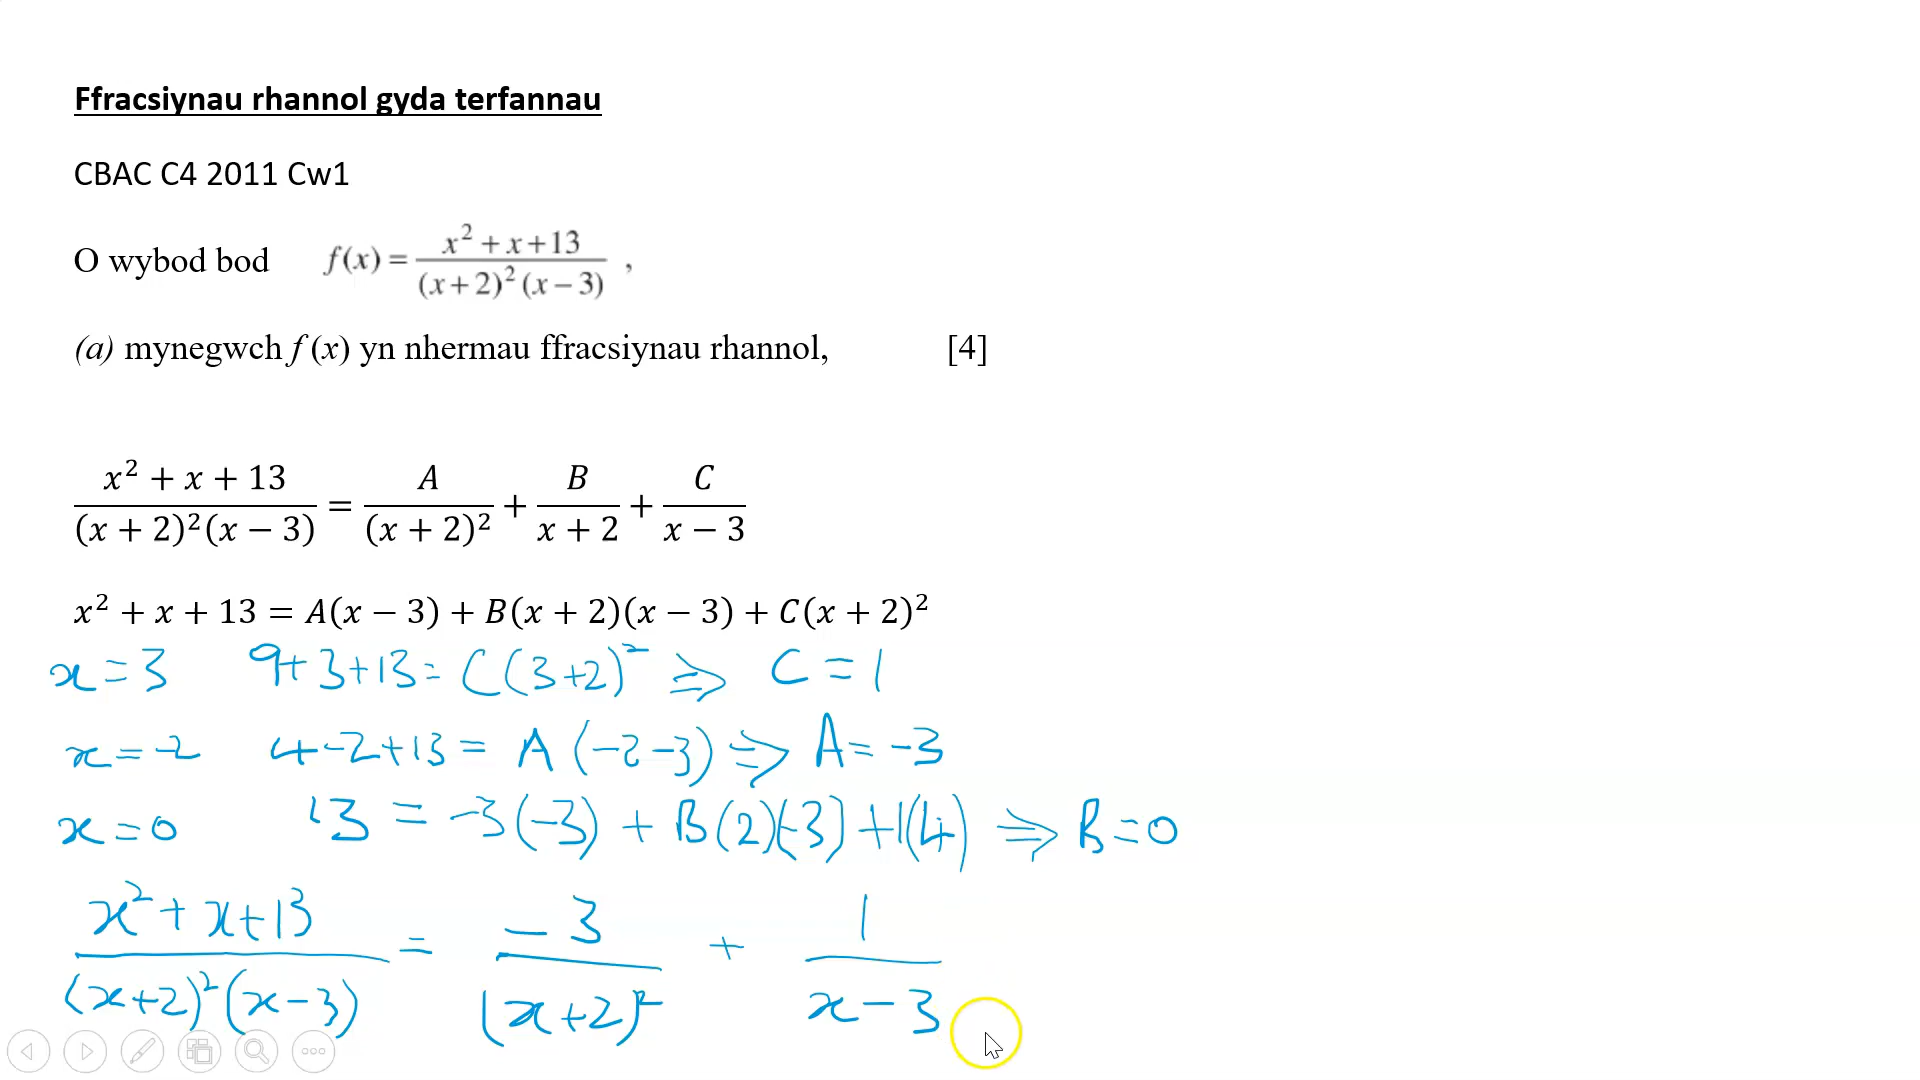 Ffracsiynau rhannol gyda terfannau
CBAC C4 2011 Cw1
O wybod bod f(x) = (x² + x + 13)/((x + 2)²(x − 3)) ,
(a) mynegwch f (x) yn nhermau ffracsiynau rhannol, [4]
(x² + x + 13)/((x + 2)²(x − 3)) = A/(x + 2)² + B/(x + 2) + C/(x − 3)
x² + x + 13 = A(x − 3) + B(x + 2)(x − 3) + C(x + 2)²
x = 3 9+3+13 = C(3+2)² ⇒ C = 1
x = -2 4-2+13 = A(-2-3) ⇒ A = -3
x = 0 13 = -3(-3) + B(2)(-3) + 1(4) ⇒ B = 0
(x² + x + 13)/((x+2)²(x-3)) = -3/(x+2)² + 1/(x-3)